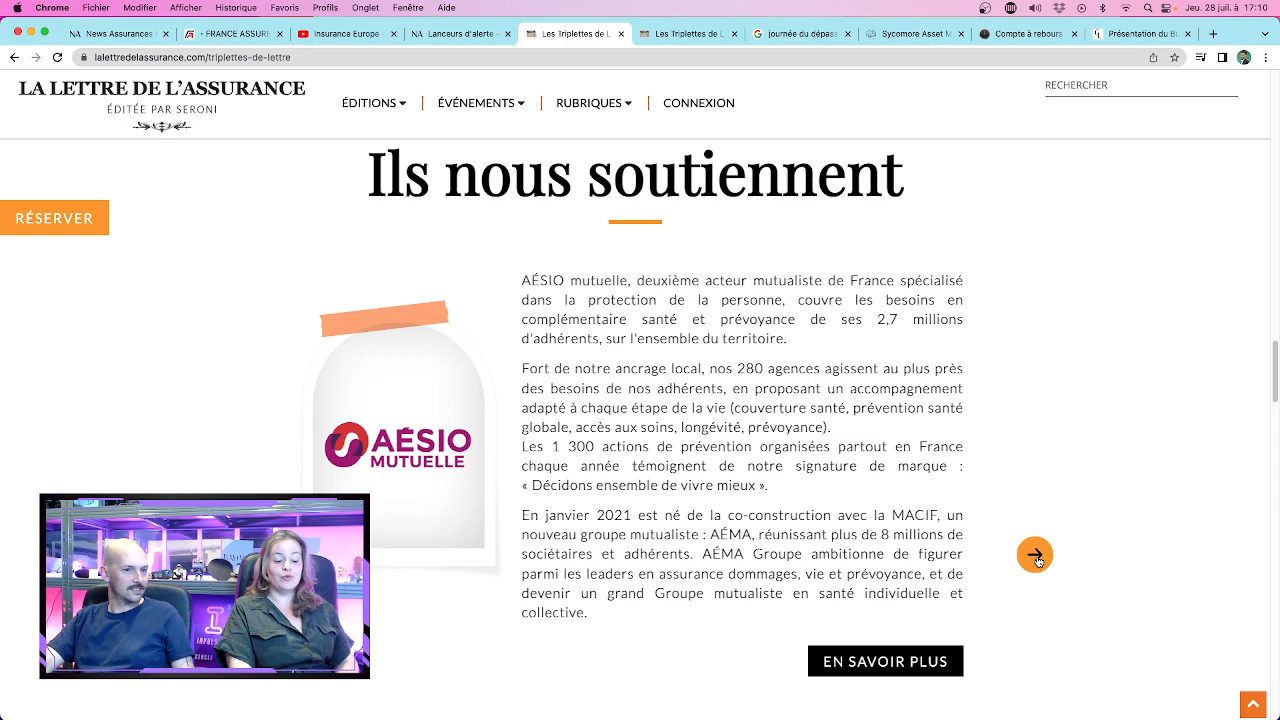 Chrome Fichier Modifier Afficher Historique Favoris Profils Onglet Fenêtre Aide Jeu. 28 juil. à 17:10
News Assurances - FRANCE ASSURE Insurance Europe - Lanceurs d'alerte - Les Triplettes de L Les Triplettes de L journée du dépass Sycomore Asset M Compte à rebours Présentation du Bu
lalettredelassurance.com/triplettes-de-lettre
LA LETTRE DE L'ASSURANCE
ÉDITÉE PAR SERONI
ÉDITIONS ÉVÉNEMENTS RUBRIQUES CONNEXION
RECHERCHER
Ils nous soutiennent
RÉSERVER
AÉSIO mutuelle, deuxième acteur mutualiste de France spécialisé
dans la protection de la personne, couvre les besoins en
complémentaire santé et prévoyance de ses 2,7 millions
d'adhérents, sur l'ensemble du territoire.
Fort de notre ancrage local, nos 280 agences agissent au plus près
des besoins de nos adhérents, en proposant un accompagnement
adapté à chaque étape de la vie (couverture santé, prévention santé
globale, accès aux soins, longévité, prévoyance).
Les 1 300 actions de prévention organisées partout en France
chaque année témoignent de notre signature de marque :
« Décidons ensemble de vivre mieux ».
En janvier 2021 est né de la co-construction avec la MACIF, un
nouveau groupe mutualiste : AÉMA, réunissant plus de 8 millions de
sociétaires et adhérents. AÉMA Groupe ambitionne de figurer
parmi les leaders en assurance dommages, vie et prévoyance, et de
devenir un grand Groupe mutualiste en santé individuelle et
collective.
AÉSIO
MUTUELLE
EN SAVOIR PLUS